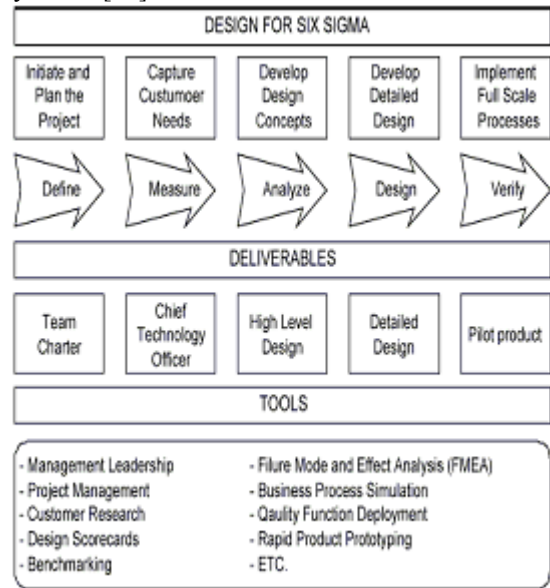 DESIGN FOR SIX SIGMA
Initiate and
Plan the
Project
Capture
Custumoer
Needs
Develop
Design
Concepts
Develop
Detailed
Design
Implement
Full Scale
Processes
Define
Measure
Analyze
Design
Verify
DELIVERABLES
Team
Charter
Chief
Technology
Officer
High Level
Design
Detailed
Design
Pilot product
TOOLS
- Management Leadership
- Project Management
- Customer Research
- Design Scorecards
- Benchmarking
- Filure Mode and Effect Analysis (FMEA)
- Business Process Simulation
- Qaulity Function Deployment
- Rapid Product Prototyping
- ETC.